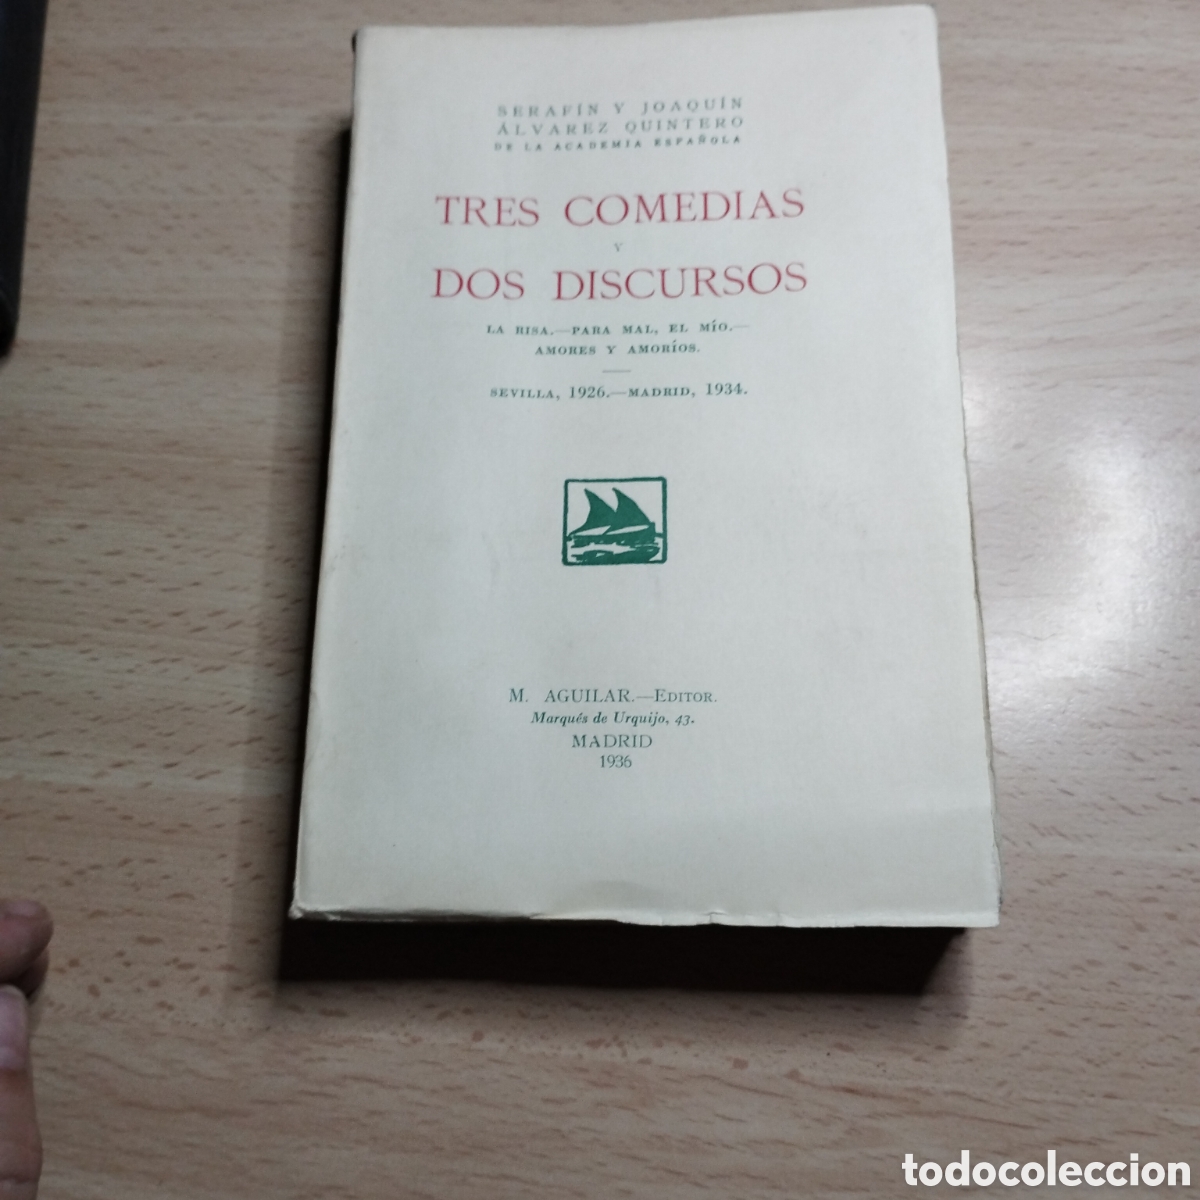 SERAFÍN Y JOAQUÍN
ÁLVAREZ QUINTERO
DE LA ACADEMIA ESPAÑOLA
TRES COMEDIAS
Y
DOS DISCURSOS
LA RISA.—PARA MAL, EL MÍO.—
AMORES Y AMORÍOS.
SEVILLA, 1926.—MADRID, 1934.
M. AGUILAR.—EDITOR.
Marqués de Urquijo, 43.
MADRID
1936
todocoleccion